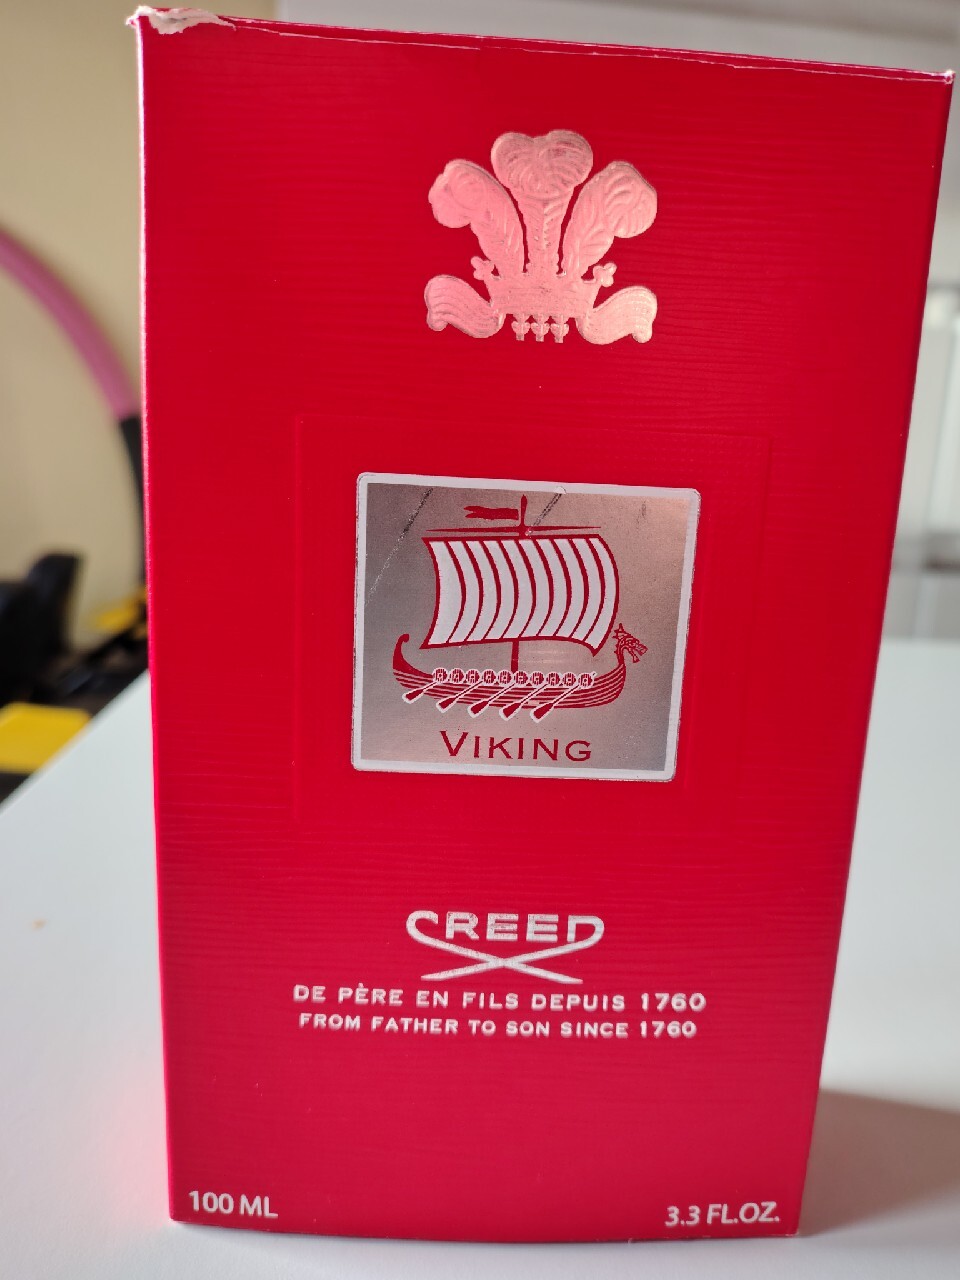 VIKING
CREED
DE PÈRE EN FILS DEPUIS 1760
FROM FATHER TO SON SINCE 1760
100 ML
3.3 FL.OZ.